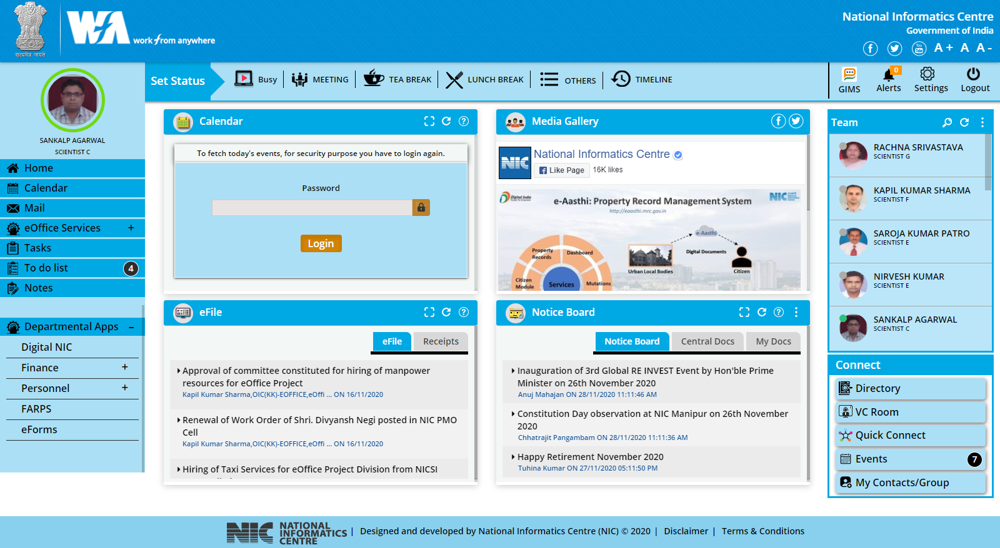 सत्यमेव जयते
WFA work from anywhere
National Informatics Centre
Government of India
A+ A A-
SANKALP AGARWAL
SCIENTIST C
Home
Calendar
Mail
eOffice Services +
Tasks
To do list 4
Notes
Departmental Apps –
Digital NIC
Finance +
Personnel +
FARPS
eForms
Set Status
Busy
MEETING
TEA BREAK
LUNCH BREAK
OTHERS
TIMELINE
GIMS
0
Alerts
Settings
Logout
Calendar
To fetch today's events, for security purpose you have to login again.
Password
Login
Media Gallery
NIC
National Informatics Centre
Like Page 16K likes
Digital India
e-Aasthi: Property Record Management System
http://eoasthi.mrc.gov.in
NIC
e-Aasthi
Property Records
Dashboard
Digital Documents
Citizen Module
Services
Mutations
Urban Local Bodies
Citizen
eFile
eFile Receipts
Approval of committee constituted for hiring of manpower
resources for eOffice Project
Kapil Kumar Sharma,OIC(KK)-EOFFICE,eOffi ... ON 16/11/2020
Renewal of Work Order of Shri. Divyansh Negi posted in NIC PMO
Cell
Kapil Kumar Sharma,OIC(KK)-EOFFICE,eOffi ... ON 16/11/2020
Hiring of Taxi Services for eOffice Project Division from NICSI
Notice Board
Notice Board Central Docs My Docs
Inauguration of 3rd Global RE INVEST Event by Hon'ble Prime
Minister on 26th November 2020
Anuj Mahajan ON 28/11/2020 11:11:46 AM
Constitution Day observation at NIC Manipur on 26th November
2020
Chhatrajit Pangambam ON 28/11/2020 11:11:36 AM
Happy Retirement November 2020
Tuhina Kumar ON 27/11/2020 05:11:50 PM
Team
RACHNA SRIVASTAVA
SCIENTIST G
KAPIL KUMAR SHARMA
SCIENTIST F
SAROJA KUMAR PATRO
SCIENTIST E
NIRVESH KUMAR
SCIENTIST E
SANKALP AGARWAL
SCIENTIST C
Connect
Directory
VC Room
Quick Connect
Events 7
My Contacts/Group
NIC NATIONAL
INFORMATICS
CENTRE
| Designed and developed by National Informatics Centre (NIC) © 2020 | Disclaimer | Terms & Conditions